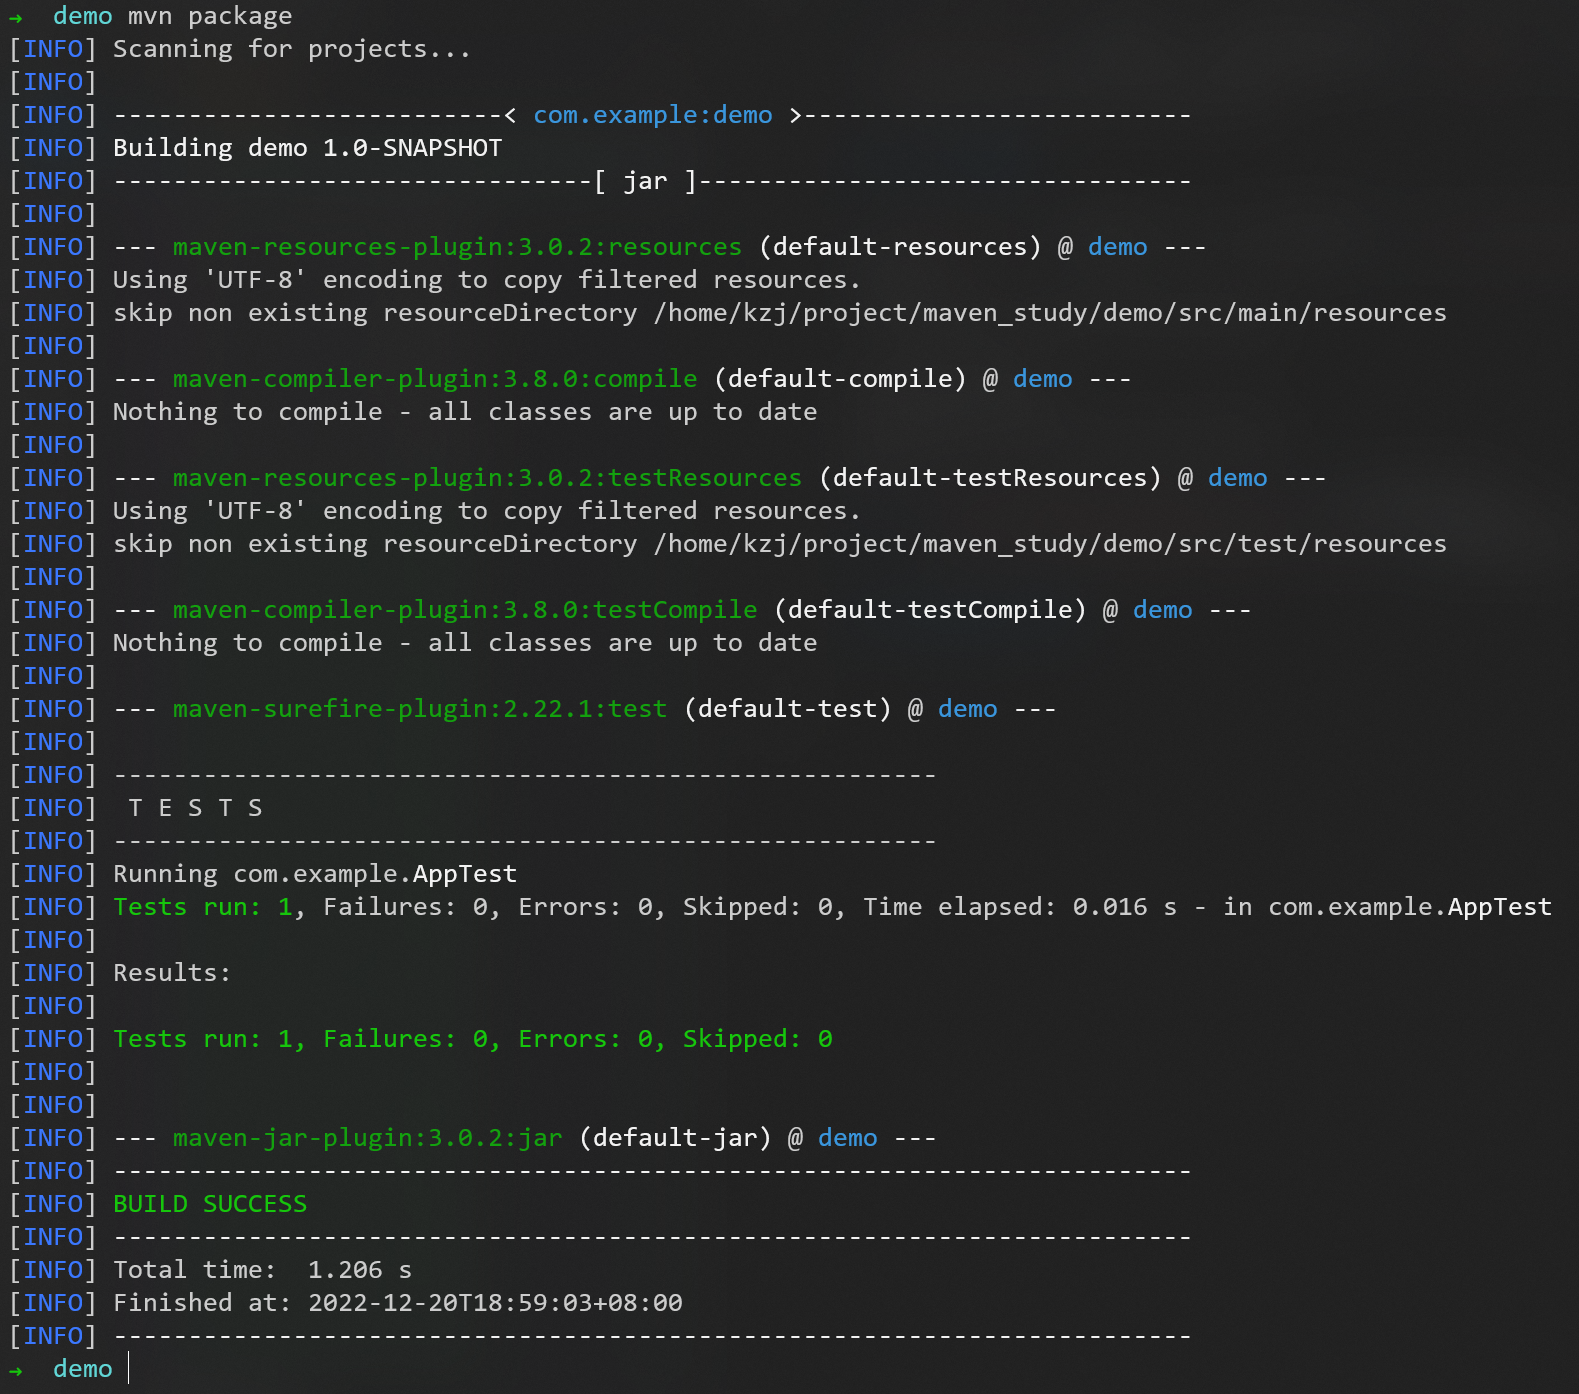 → demo mvn package
[INFO] Scanning for projects...
[INFO]
[INFO] --------------------------< com.example:demo >--------------------------
[INFO] Building demo 1.0-SNAPSHOT
[INFO] --------------------------------[ jar ]---------------------------------
[INFO]
[INFO] --- maven-resources-plugin:3.0.2:resources (default-resources) @ demo ---
[INFO] Using 'UTF-8' encoding to copy filtered resources.
[INFO] skip non existing resourceDirectory /home/kzj/project/maven_study/demo/src/main/resources
[INFO]
[INFO] --- maven-compiler-plugin:3.8.0:compile (default-compile) @ demo ---
[INFO] Nothing to compile - all classes are up to date
[INFO]
[INFO] --- maven-resources-plugin:3.0.2:testResources (default-testResources) @ demo ---
[INFO] Using 'UTF-8' encoding to copy filtered resources.
[INFO] skip non existing resourceDirectory /home/kzj/project/maven_study/demo/src/test/resources
[INFO]
[INFO] --- maven-compiler-plugin:3.8.0:testCompile (default-testCompile) @ demo ---
[INFO] Nothing to compile - all classes are up to date
[INFO]
[INFO] --- maven-surefire-plugin:2.22.1:test (default-test) @ demo ---
[INFO]
[INFO] -------------------------------------------------------
[INFO]  T E S T S
[INFO] -------------------------------------------------------
[INFO] Running com.example.AppTest
[INFO] Tests run: 1, Failures: 0, Errors: 0, Skipped: 0, Time elapsed: 0.016 s - in com.example.AppTest
[INFO]
[INFO] Results:
[INFO]
[INFO] Tests run: 1, Failures: 0, Errors: 0, Skipped: 0
[INFO]
[INFO]
[INFO] --- maven-jar-plugin:3.0.2:jar (default-jar) @ demo ---
[INFO] ------------------------------------------------------------------------
[INFO] BUILD SUCCESS
[INFO] ------------------------------------------------------------------------
[INFO] Total time:  1.206 s
[INFO] Finished at: 2022-12-20T18:59:03+08:00
[INFO] ------------------------------------------------------------------------
→ demo